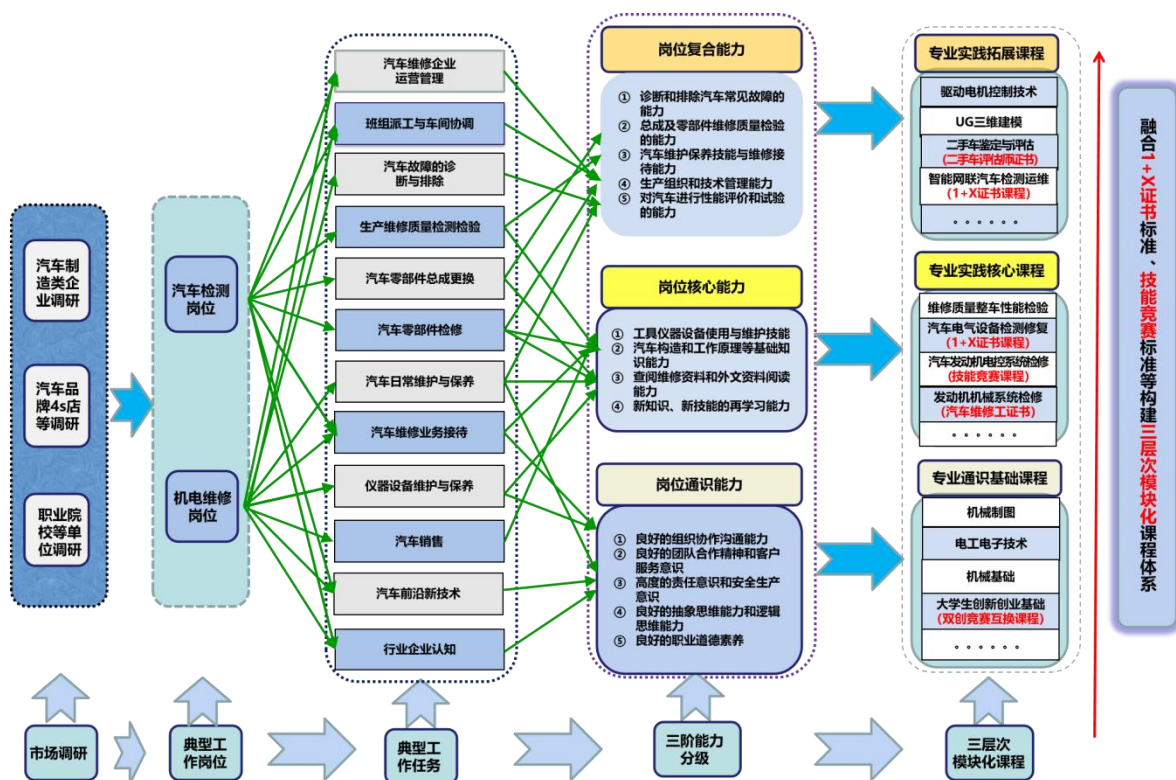 汽车制
造类企
业调研
汽车品
牌4s店
等调研
职业院
校等单
位调研
汽车检测
岗位
机电维修
岗位
汽车维修企业
运营管理
班组派工与车间协调
汽车故障的诊
断与排除
生产维修质量检测检验
汽车零部件总成更换
汽车零部件检修
汽车日常维护与保养
汽车维修业务接待
仪器设备维护与保养
汽车销售
汽车前沿新技术
行业企业认知
岗位复合能力
① 诊断和排除汽车常见故障的
能力
② 总成及零部件维修质量检验
的能力
③ 汽车维护保养技能与维修接
待能力
④ 生产组织和技术管理能力
⑤ 对汽车进行性能评价和试验
的能力
岗位核心能力
① 工具仪器设备使用与维护技能
② 汽车构造和工作原理等基础知
识能力
③ 查阅维修资料和外文资料阅读
能力
④ 新知识、新技能的再学习能力
岗位通识能力
① 良好的组织协作沟通能力
② 良好的团队合作精神和客户
服务意识
③ 高度的责任意识和安全生产
意识
④ 良好的抽象思维能力和逻辑
思维能力
⑤ 良好的职业道德素养
专业实践拓展课程
驱动电机控制技术
UG三维建模
二手车鉴定与评估
(二手车评估师证书)
智能网联汽车检测运维
(1+X证书课程)
。。。。。。
专业实践核心课程
维修质量整车性能检验
汽车电气设备检测修复
(1+X证书课程)
汽车发动机电控系统检修
(技能竞赛课程)
发动机机械系统检修
(汽车维修工证书)
。。。。。。
专业通识基础课程
机械制图
电工电子技术
机械基础
大学生创新创业基础
(双创竞赛互换课程)
。。。。。。
融合1+X证书标准、技能竞赛标准等构建三层次模块化课程体系
市场调研
典型工
作岗位
典型工
作任务
三阶能力
分级
三层次
模块化课程